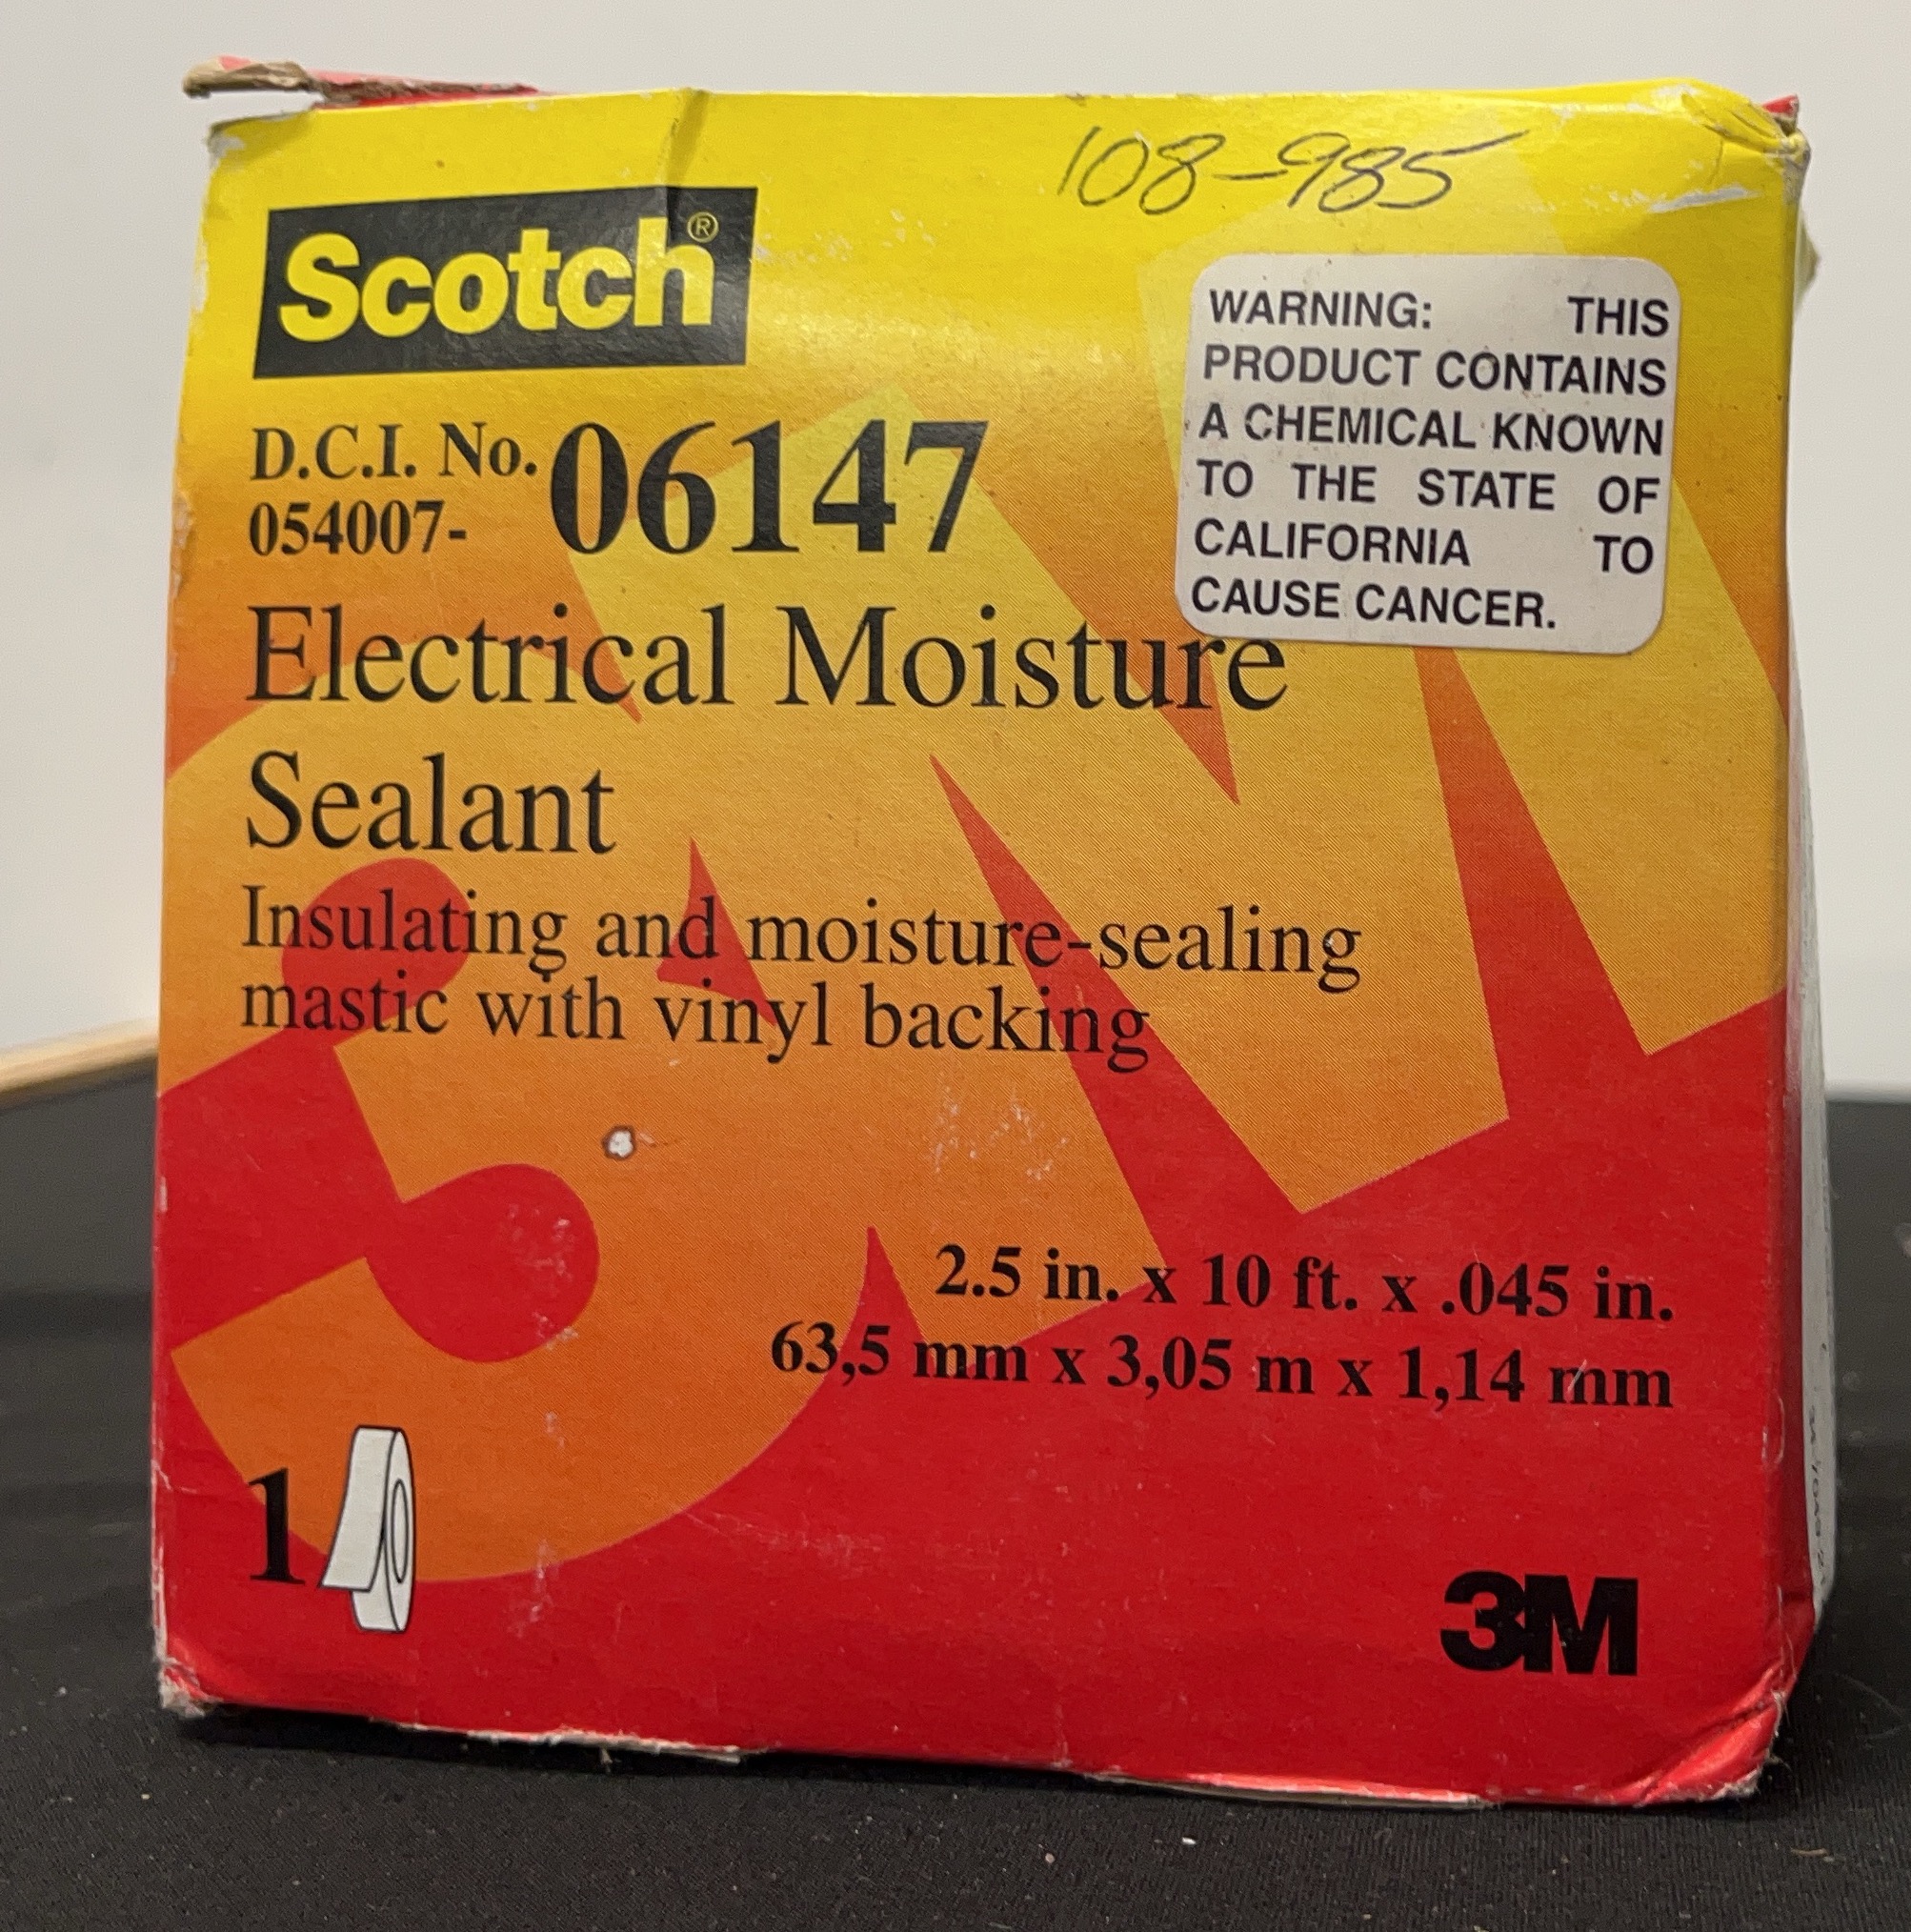 108-985
Scotch®
WARNING: THIS
PRODUCT CONTAINS
A CHEMICAL KNOWN
TO THE STATE OF
CALIFORNIA TO
CAUSE CANCER.
D.C.I. No.
054007- 06147
Electrical Moisture
Sealant
Insulating and moisture-sealing
mastic with vinyl backing
2.5 in. x 10 ft. x .045 in.
63,5 mm x 3,05 m x 1,14 mm
1
3M